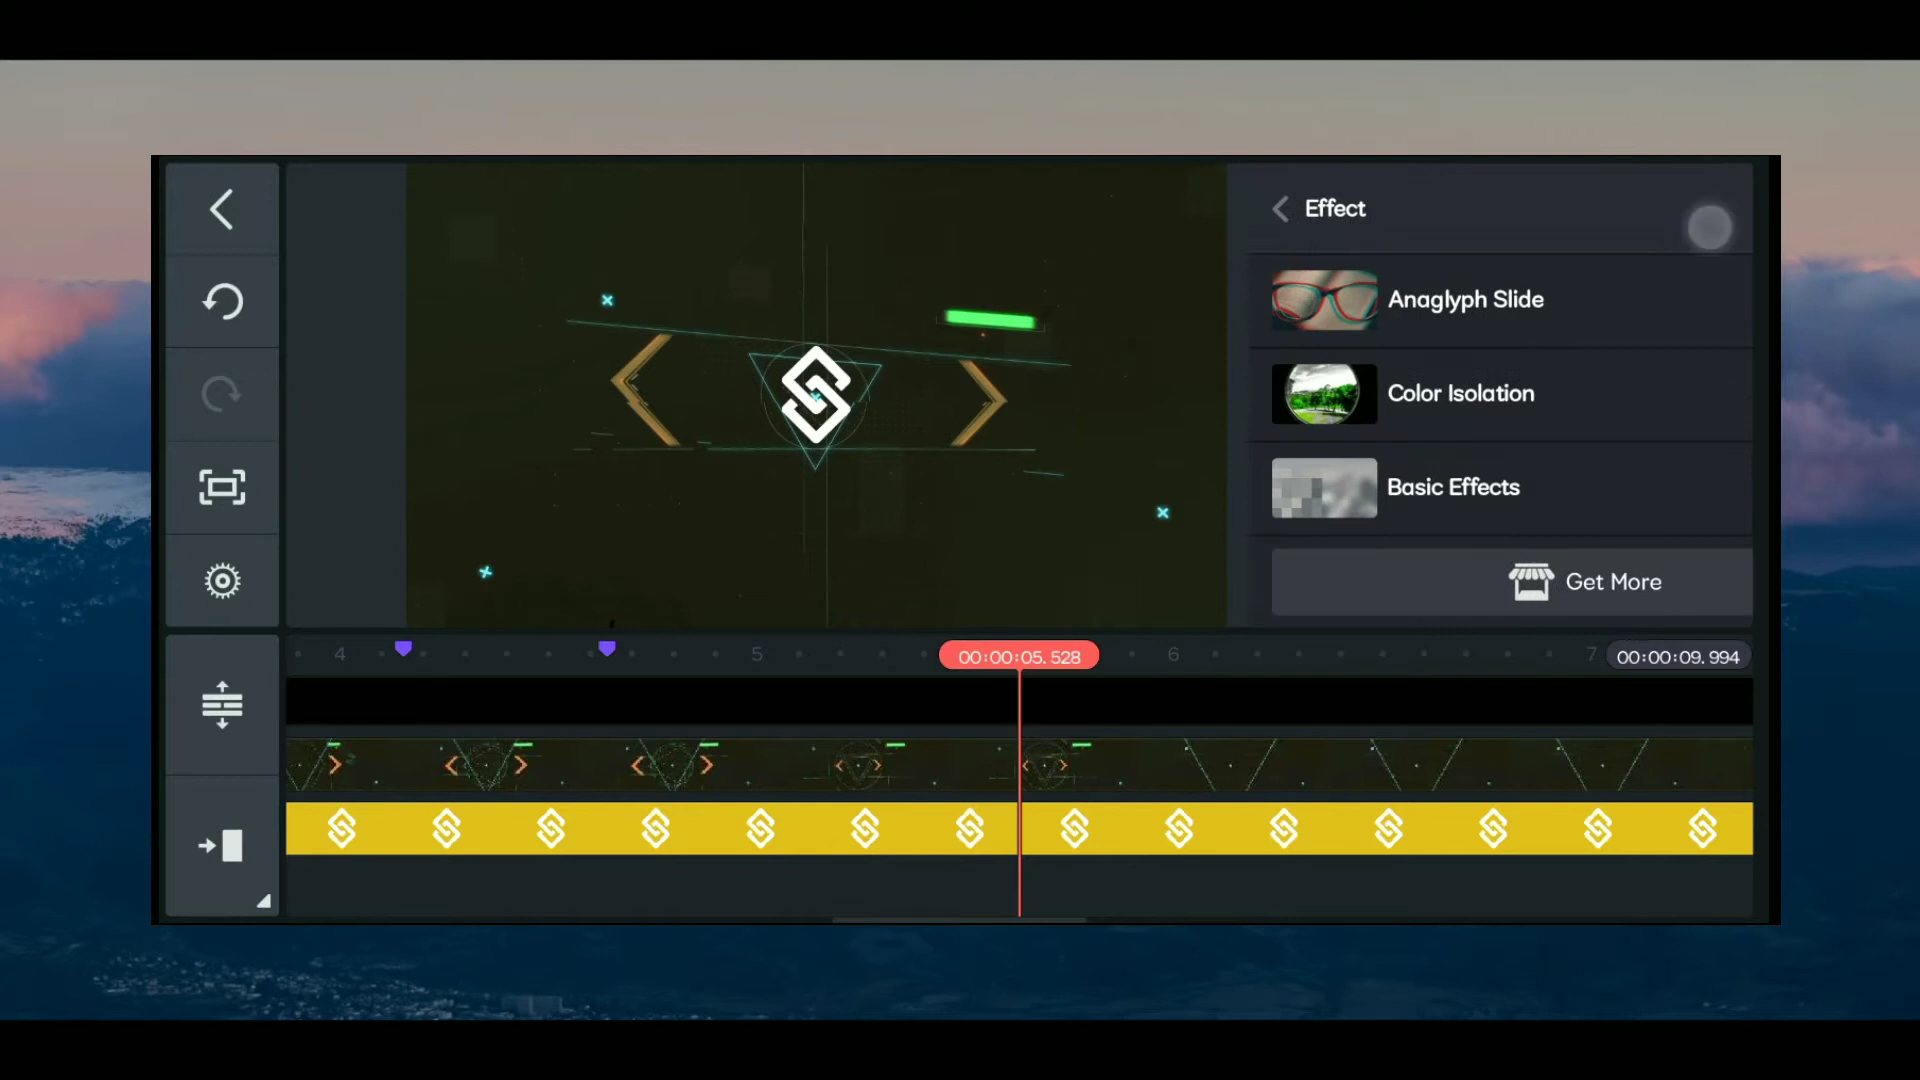 Effect
Anaglyph Slide
Color Isolation
Basic Effects
Get More
4
5
00:00:05.528
6
7
00:00:09.994